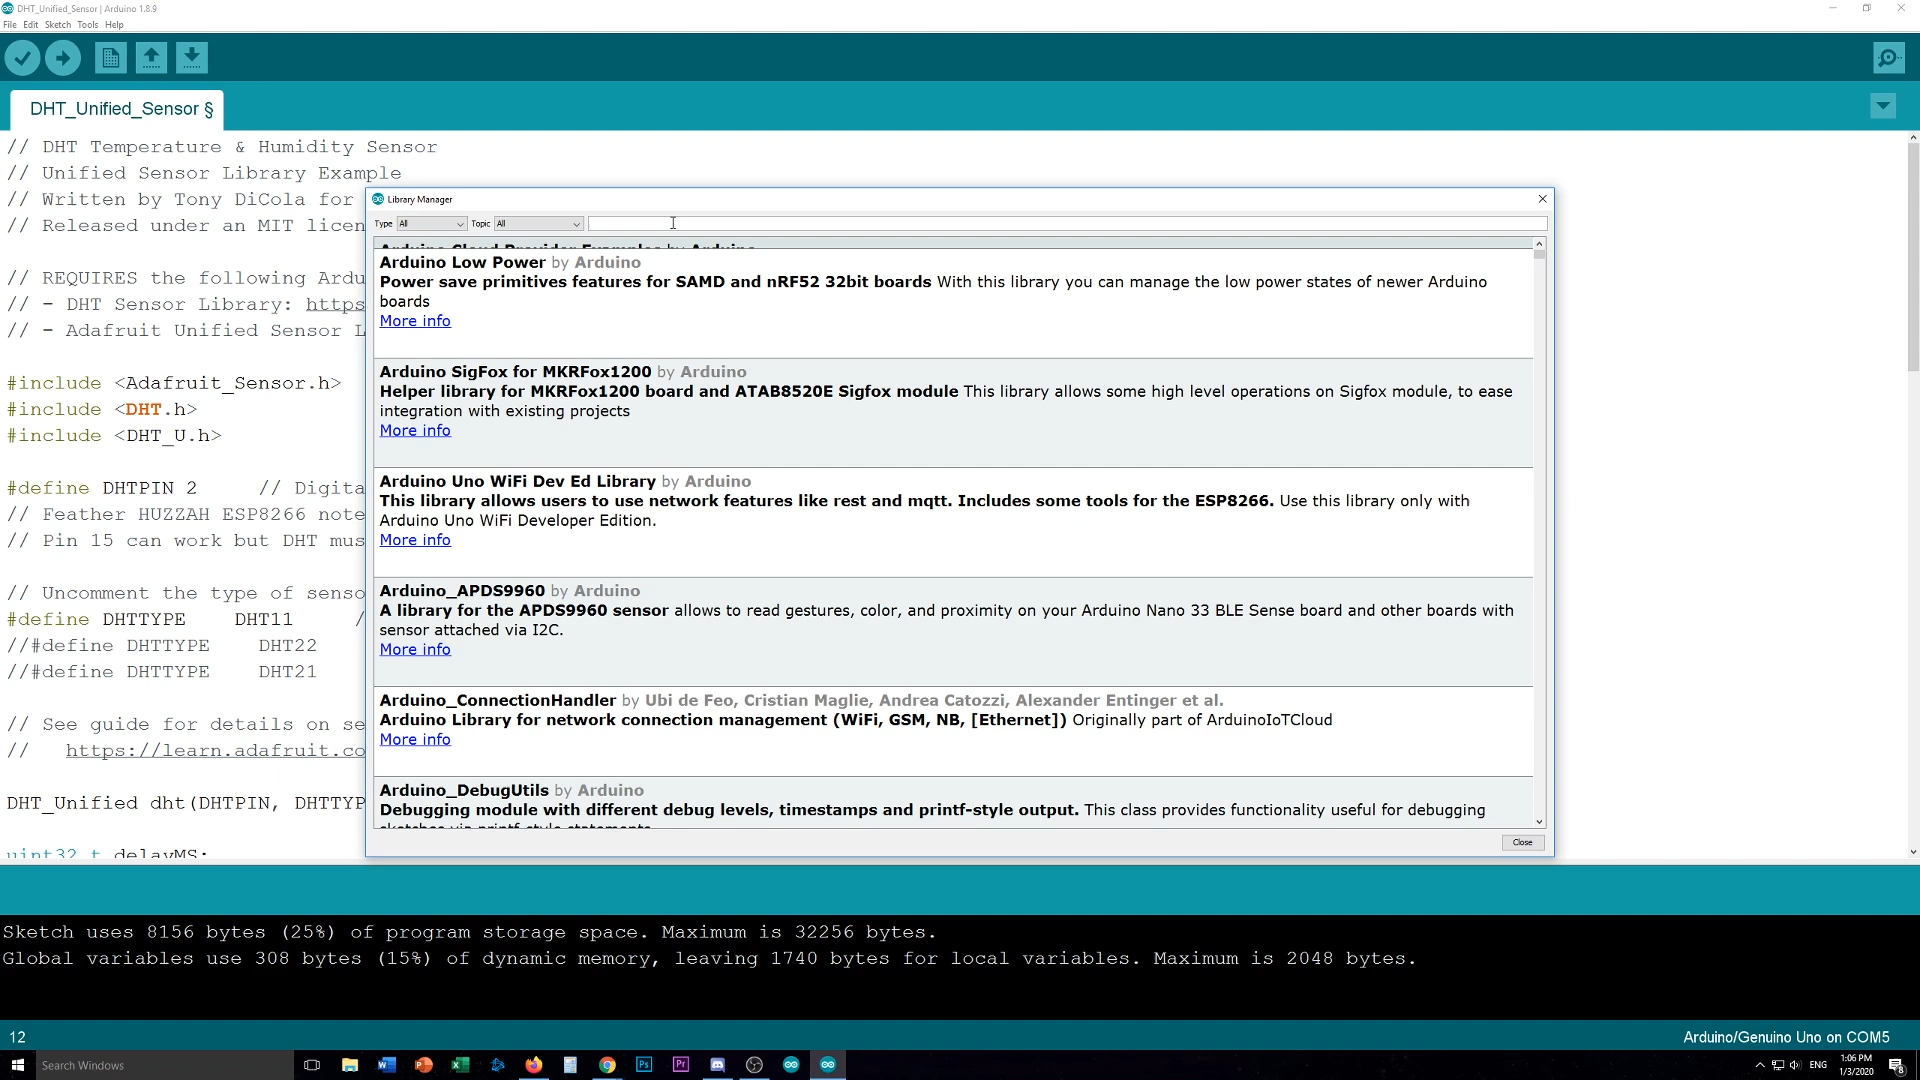 DHT_Unified_Sensor | Arduino 1.8.9
File Edit Sketch Tools Help
DHT_Unified_Sensor §
// DHT Temperature & Humidity Sensor
// Unified Sensor Library Example
// Written by Tony DiCola for
// Released under an MIT licen
// REQUIRES the following Ardu
// - DHT Sensor Library: https
// - Adafruit Unified Sensor L
#include <Adafruit_Sensor.h>
#include <DHT.h>
#include <DHT_U.h>
#define DHTPIN 2 // Digita
// Feather HUZZAH ESP8266 note
// Pin 15 can work but DHT mus
// Uncomment the type of senso
#define DHTTYPE DHT11 /
//#define DHTTYPE DHT22
//#define DHTTYPE DHT21
// See guide for details on se
// https://learn.adafruit.co
DHT_Unified dht(DHTPIN, DHTTYP
uint32_t delayMS;
Library Manager
Type All Topic All
Arduino Cloud Provider Examples by Arduino
Arduino Low Power by Arduino
Power save primitives features for SAMD and nRF52 32bit boards With this library you can manage the low power states of newer Arduino
boards
More info
Arduino SigFox for MKRFox1200 by Arduino
Helper library for MKRFox1200 board and ATAB8520E Sigfox module This library allows some high level operations on Sigfox module, to ease
integration with existing projects
More info
Arduino Uno WiFi Dev Ed Library by Arduino
This library allows users to use network features like rest and mqtt. Includes some tools for the ESP8266. Use this library only with
Arduino Uno WiFi Developer Edition.
More info
Arduino_APDS9960 by Arduino
A library for the APDS9960 sensor allows to read gestures, color, and proximity on your Arduino Nano 33 BLE Sense board and other boards with
sensor attached via I2C.
More info
Arduino_ConnectionHandler by Ubi de Feo, Cristian Maglie, Andrea Catozzi, Alexander Entinger et al.
Arduino Library for network connection management (WiFi, GSM, NB, [Ethernet]) Originally part of ArduinoIoTCloud
More info
Arduino_DebugUtils by Arduino
Debugging module with different debug levels, timestamps and printf-style output. This class provides functionality useful for debugging
sketches via printf-style statements.
Close
Sketch uses 8156 bytes (25%) of program storage space. Maximum is 32256 bytes.
Global variables use 308 bytes (15%) of dynamic memory, leaving 1740 bytes for local variables. Maximum is 2048 bytes.
12
Arduino/Genuino Uno on COM5
Search Windows
ENG
1:06 PM
1/3/2020